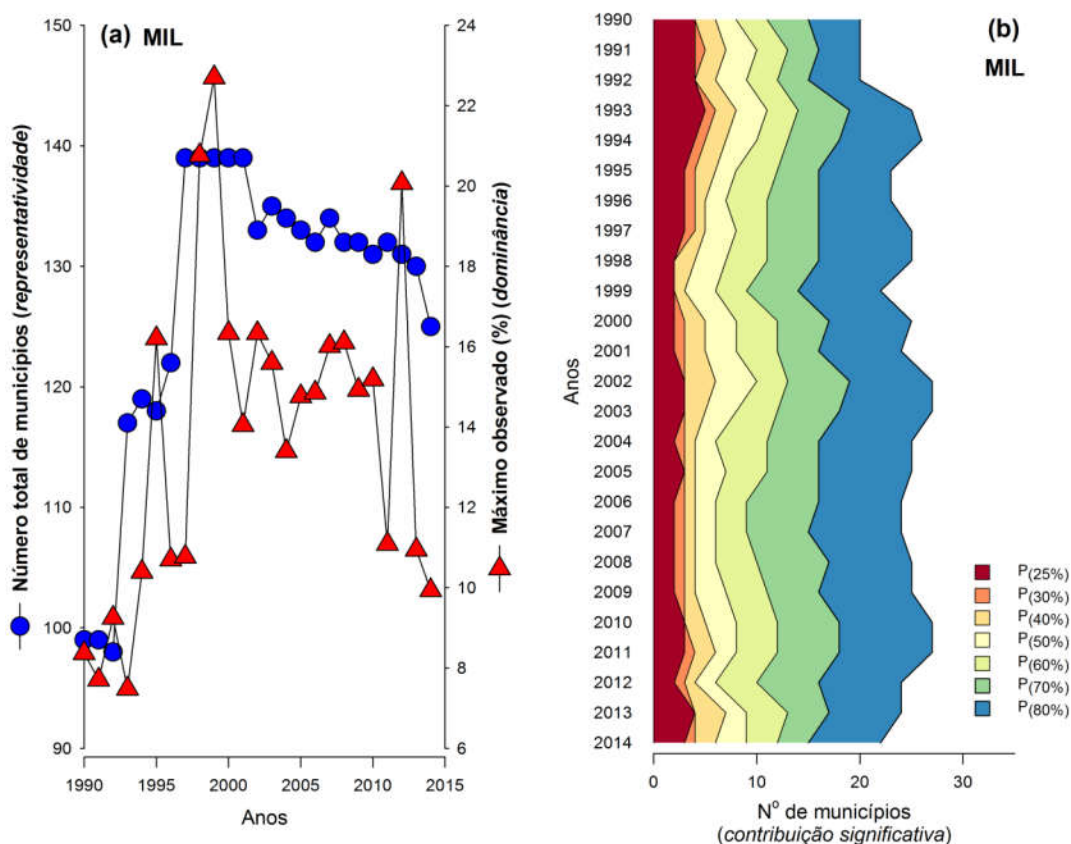 (a) MIL
150
140
130
120
110
100
90
Número total de municípios (representatividade)
24
22
20
18
16
14
12
10
8
6
Máximo observado (%) (dominância)
1990 1995 2000 2005 2010 2015
Anos
(b)
MIL
1990
1991
1992
1993
1994
1995
1996
1997
1998
1999
2000
2001
2002
2003
2004
2005
2006
2007
2008
2009
2010
2011
2012
2013
2014
Anos
P(25%)
P(30%)
P(40%)
P(50%)
P(60%)
P(70%)
P(80%)
0 10 20 30
Nº de municípios
(contribuição significativa)